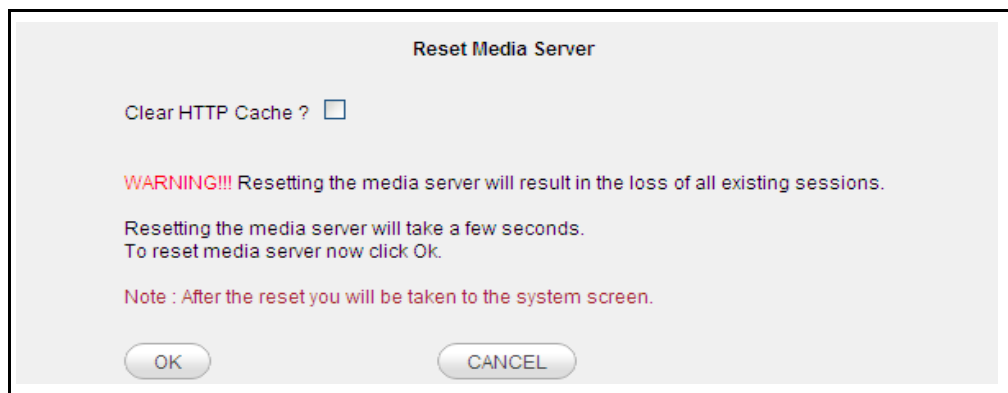 Reset Media Server
Clear HTTP Cache ?
WARNING!!! Resetting the media server will result in the loss of all existing sessions.
Resetting the media server will take a few seconds.
To reset media server now click Ok.
Note : After the reset you will be taken to the system screen.
OK
CANCEL